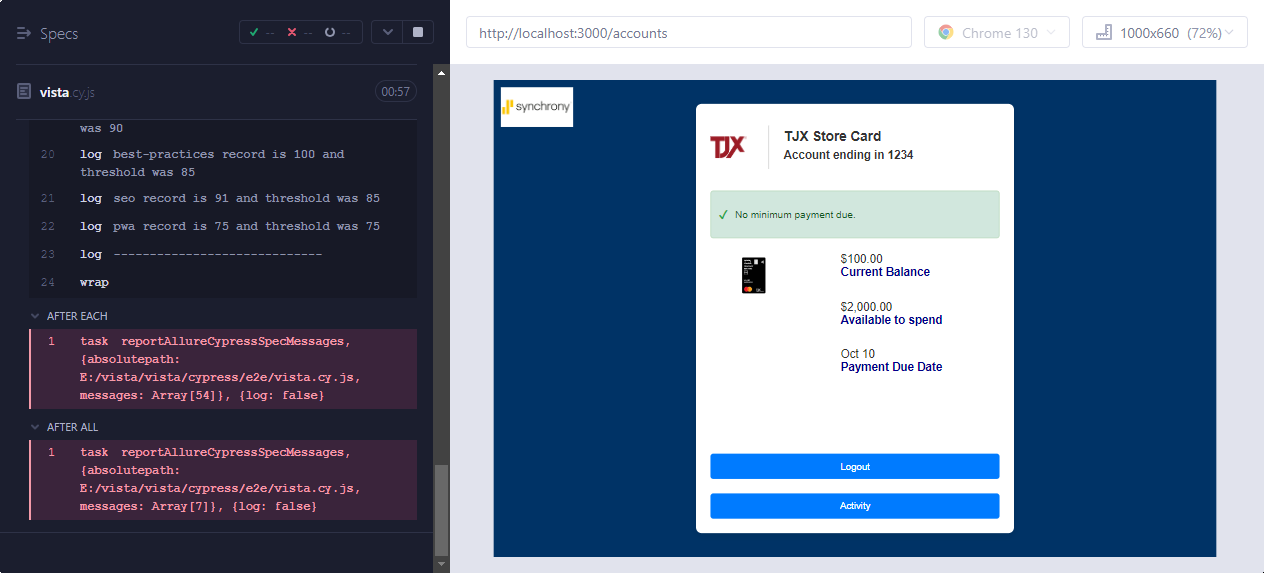 Specs
-- -- --
http://localhost:3000/accounts
Chrome 130
1000x660 (72%)
vista.cy.js
00:57
was 90
20 log best-practices record is 100 and
threshold was 85
21 log seo record is 91 and threshold was 85
22 log pwa record is 75 and threshold was 75
23 log -----------------------------
24 wrap
AFTER EACH
1 task reportAllureCypressSpecMessages,
{absolutepath:
E:/vista/vista/cypress/e2e/vista.cy.js,
messages: Array[54]}, {log: false}
AFTER ALL
1 task reportAllureCypressSpecMessages,
{absolutepath:
E:/vista/vista/cypress/e2e/vista.cy.js,
messages: Array[7]}, {log: false}
synchrony
TJX
TJX Store Card
Account ending in 1234
No minimum payment due.
$100.00
Current Balance
$2,000.00
Available to spend
Oct 10
Payment Due Date
Logout
Activity